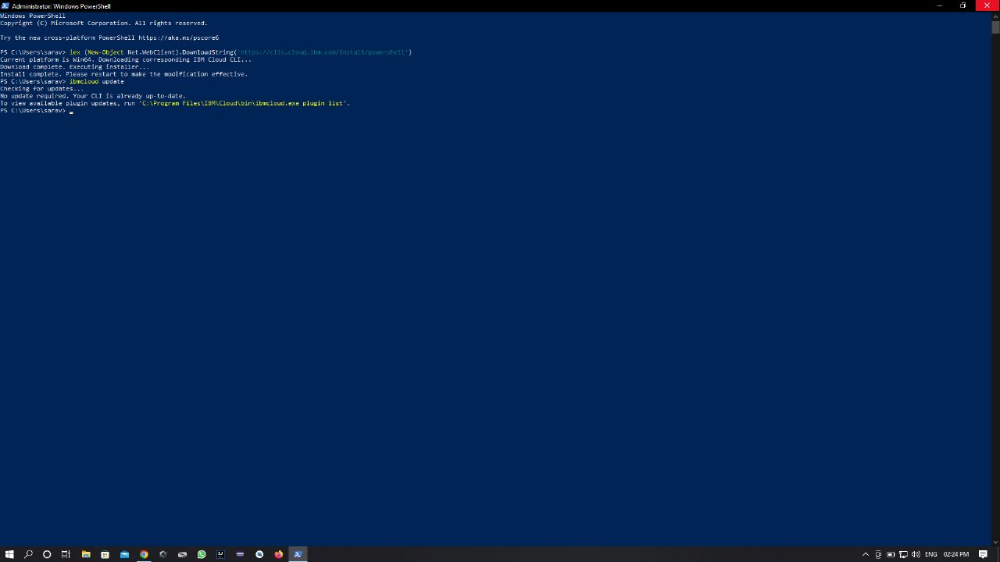 Administrator: Windows PowerShell
Windows PowerShell
Copyright (C) Microsoft Corporation. All rights reserved.
Try the new cross-platform PowerShell https://aka.ms/pscore6
PS C:\Users\sarav> iex (New-Object Net.WebClient).DownloadString('https://clis.cloud.ibm.com/install/powershell')
Current platform is Win64. Downloading corresponding IBM Cloud CLI...
Download complete. Executing installer...
Install complete. Please restart to make the modification effective.
PS C:\Users\sarav> ibmcloud update
Checking for updates...
No update required. Your CLI is already up-to-date.
To view available plugin updates, run 'C:\Program Files\IBM\Cloud\bin\ibmcloud.exe plugin list'.
PS C:\Users\sarav>
ENG 02:24 PM